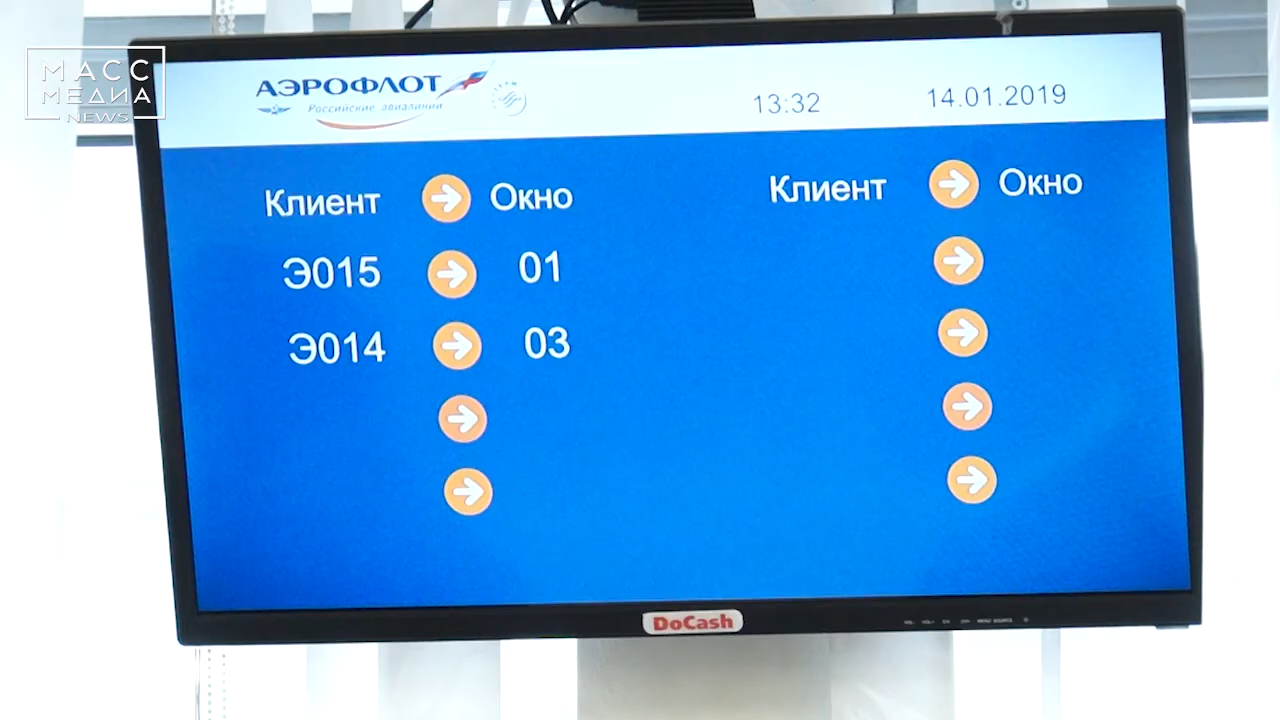 МАСС
МЕДИА
NEWS
АЭРОФЛОТ
Российские авиалинии
13:32 14.01.2019
Клиент Окно Клиент Окно
Э015 01
Э014 03
DoCash